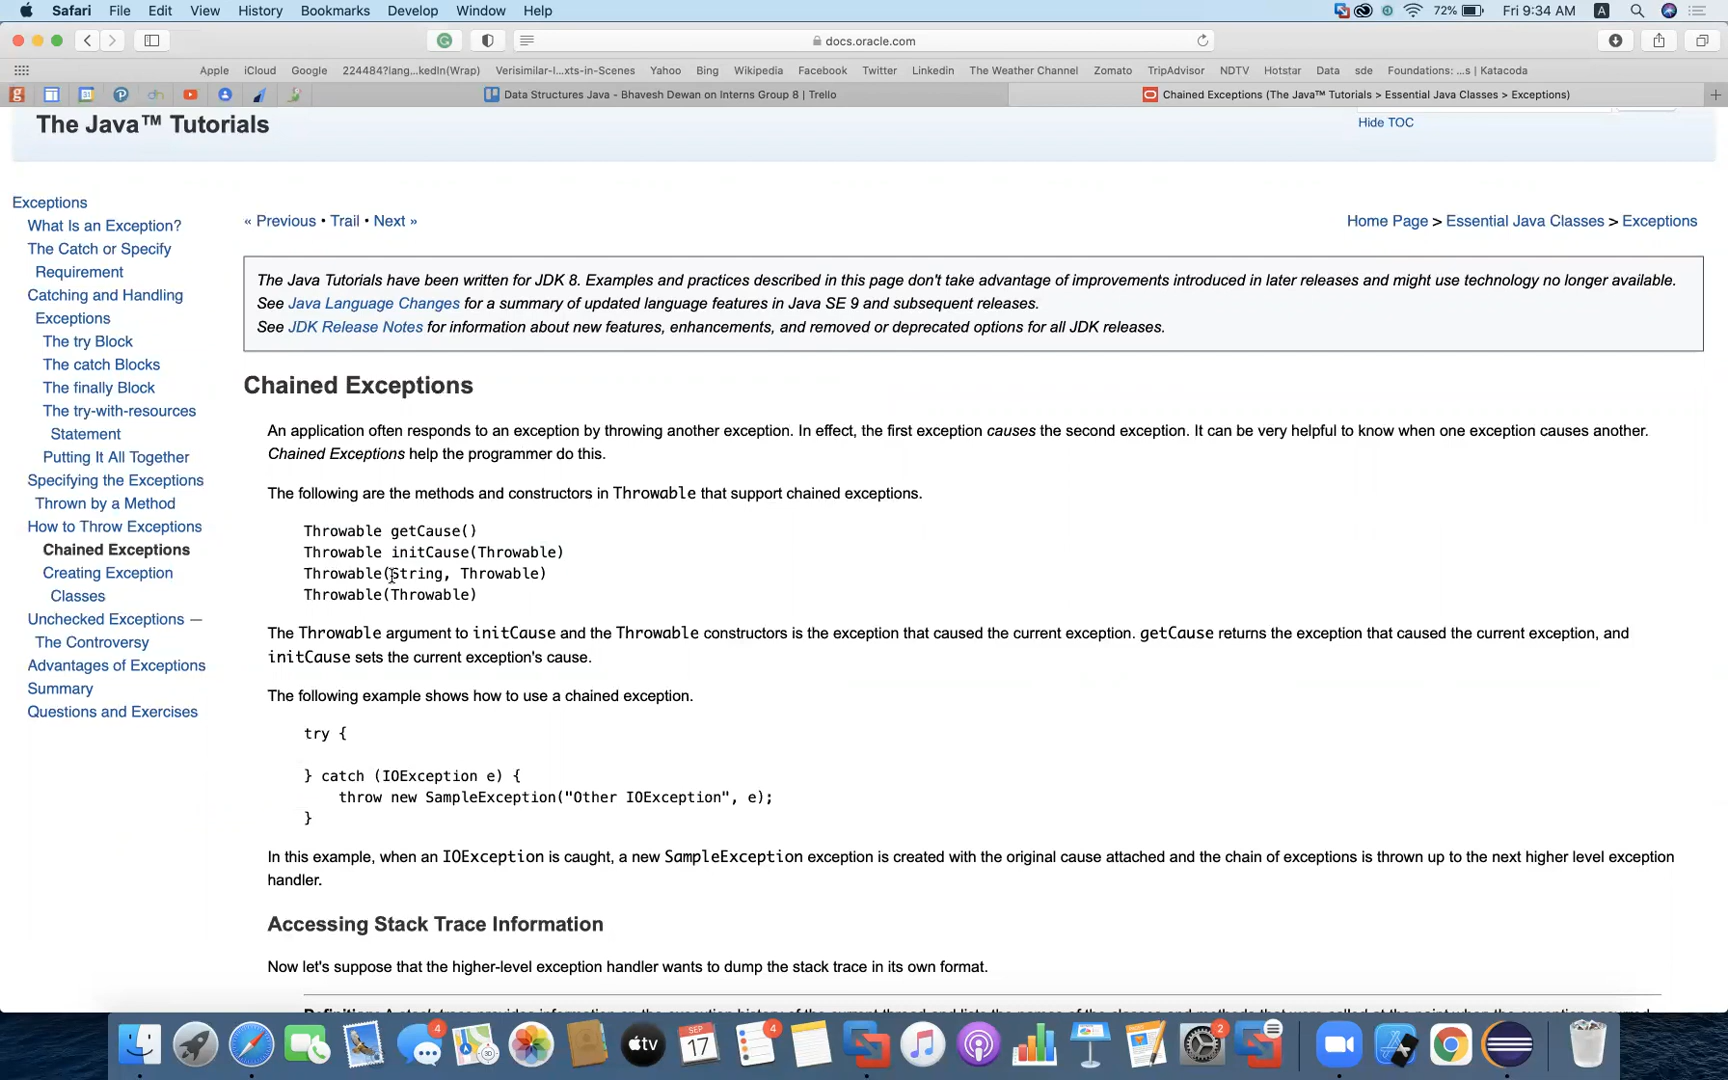 Safari File Edit View History Bookmarks Develop Window Help 72% Fri 9:34 AM A
docs.oracle.com
Apple iCloud Google 224484?lang...kedIn(Wrap) Verisimilar-l...xts-in-Scenes Yahoo Bing Wikipedia Facebook Twitter Linkedin The Weather Channel Zomato TripAdvisor NDTV Hotstar Data sde Foundations: ...s | Katacoda
Data Structures Java - Bhavesh Dewan on Interns Group 8 | Trello Chained Exceptions (The Java™ Tutorials > Essential Java Classes > Exceptions)
The Java™ Tutorials
Hide TOC
Exceptions
What Is an Exception?
The Catch or Specify
Requirement
Catching and Handling
Exceptions
The try Block
The catch Blocks
The finally Block
The try-with-resources
Statement
Putting It All Together
Specifying the Exceptions
Thrown by a Method
How to Throw Exceptions
Chained Exceptions
Creating Exception
Classes
Unchecked Exceptions —
The Controversy
Advantages of Exceptions
Summary
Questions and Exercises
« Previous • Trail • Next »
Home Page > Essential Java Classes > Exceptions
The Java Tutorials have been written for JDK 8. Examples and practices described in this page don't take advantage of improvements introduced in later releases and might use technology no longer available.
See Java Language Changes for a summary of updated language features in Java SE 9 and subsequent releases.
See JDK Release Notes for information about new features, enhancements, and removed or deprecated options for all JDK releases.
Chained Exceptions
An application often responds to an exception by throwing another exception. In effect, the first exception causes the second exception. It can be very helpful to know when one exception causes another.
Chained Exceptions help the programmer do this.
The following are the methods and constructors in Throwable that support chained exceptions.
Throwable getCause()
Throwable initCause(Throwable)
Throwable(String, Throwable)
Throwable(Throwable)
The Throwable argument to initCause and the Throwable constructors is the exception that caused the current exception. getCause returns the exception that caused the current exception, and
initCause sets the current exception's cause.
The following example shows how to use a chained exception.
try {
} catch (IOException e) {
throw new SampleException("Other IOException", e);
}
In this example, when an IOException is caught, a new SampleException exception is created with the original cause attached and the chain of exceptions is thrown up to the next higher level exception
handler.
Accessing Stack Trace Information
Now let's suppose that the higher-level exception handler wants to dump the stack trace in its own format.
4 SEP 17 4 tv 2